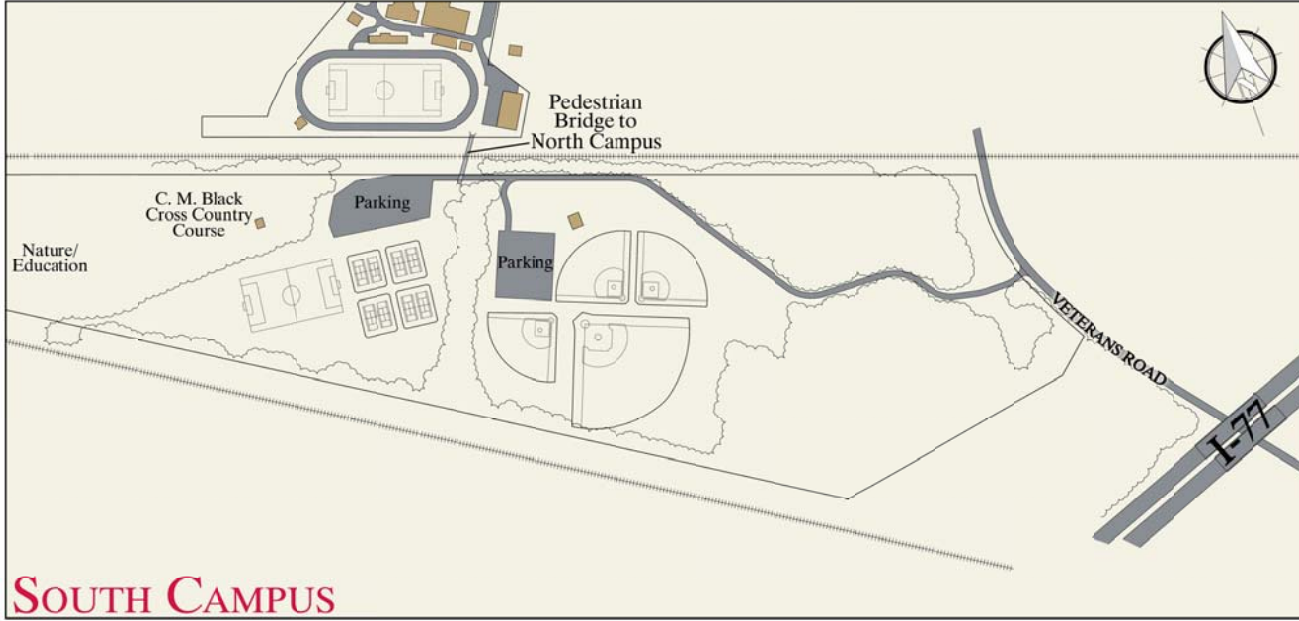 Pedestrian
Bridge to
North Campus
C. M. Black
Cross Country
Course
Parking
Nature/
Education
Parking
VETERANS ROAD
I-77
SOUTH CAMPUS